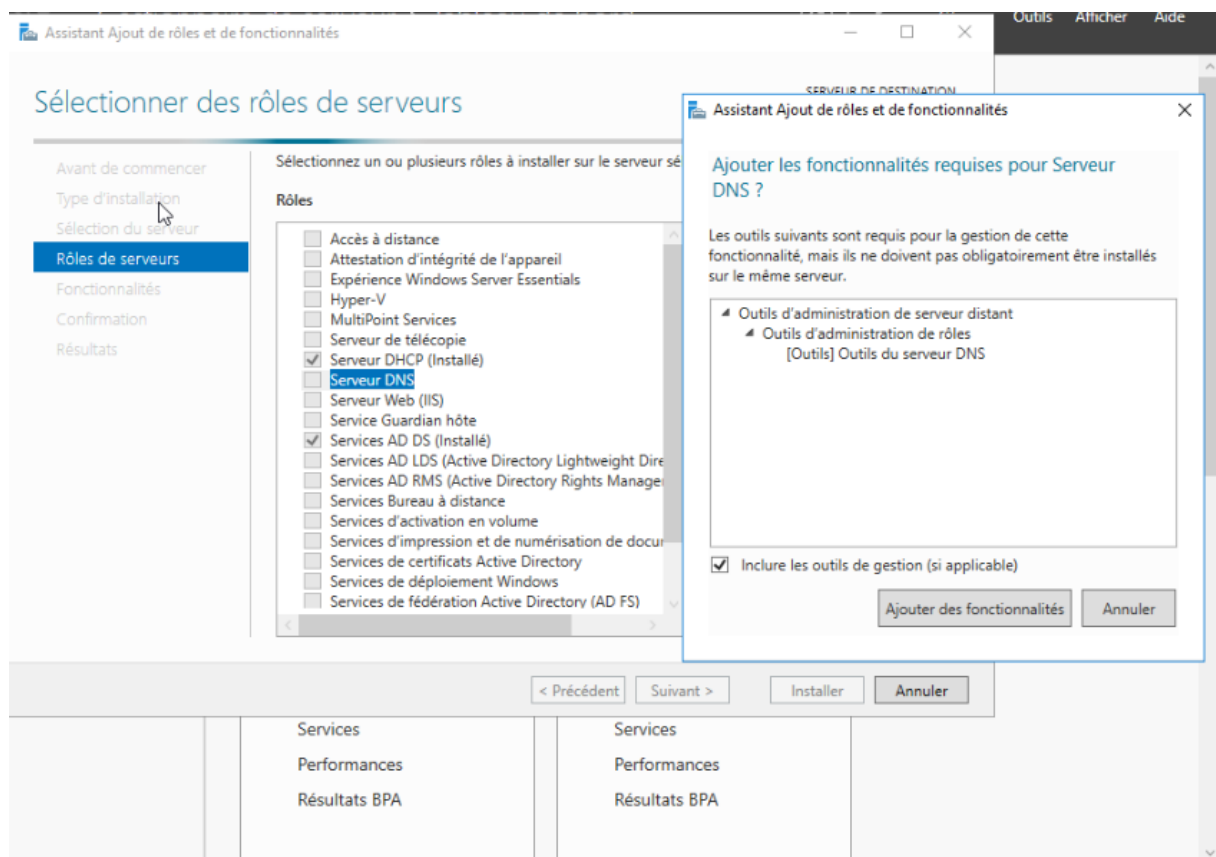 Outils Afficher Aide
Assistant Ajout de rôles et de fonctionnalités
Sélectionner des rôles de serveurs
SERVEUR DE DESTINATION
Avant de commencer
Type d'installation
Sélection du serveur
Rôles de serveurs
Fonctionnalités
Confirmation
Résultats
Sélectionnez un ou plusieurs rôles à installer sur le serveur sé
Rôles
Accès à distance
Attestation d'intégrité de l'appareil
Expérience Windows Server Essentials
Hyper-V
MultiPoint Services
Serveur de télécopie
Serveur DHCP (Installé)
Serveur DNS
Serveur Web (IIS)
Service Guardian hôte
Services AD DS (Installé)
Services AD LDS (Active Directory Lightweight Dire
Services AD RMS (Active Directory Rights Manage
Services Bureau à distance
Services d'activation en volume
Services d'impression et de numérisation de docu
Services de certificats Active Directory
Services de déploiement Windows
Services de fédération Active Directory (AD FS)
< Précédent
Suivant >
Installer
Annuler
Assistant Ajout de rôles et de fonctionnalités
Ajouter les fonctionnalités requises pour Serveur
DNS ?
Les outils suivants sont requis pour la gestion de cette
fonctionnalité, mais ils ne doivent pas obligatoirement être installés
sur le même serveur.
Outils d'administration de serveur distant
Outils d'administration de rôles
[Outils] Outils du serveur DNS
Inclure les outils de gestion (si applicable)
Ajouter des fonctionnalités
Annuler
Services
Performances
Résultats BPA
Services
Performances
Résultats BPA